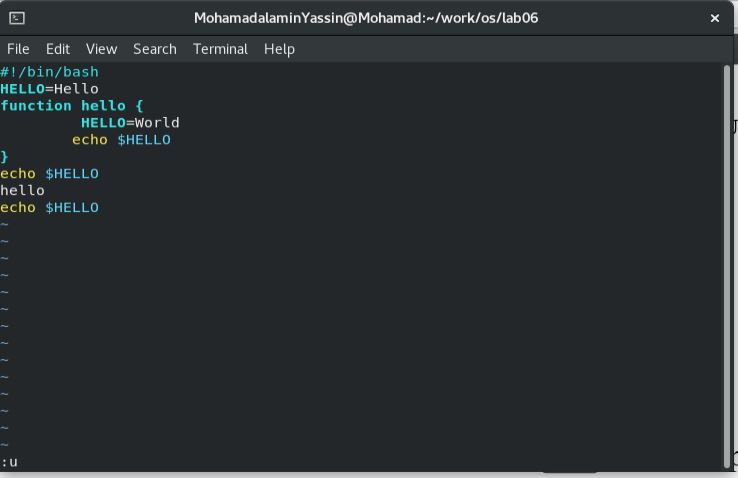 MohamadalaminYassin@Mohamad:~/work/os/lab06 ×
File Edit View Search Terminal Help
#!/bin/bash
HELLO=Hello
function hello {
         HELLO=World
        echo $HELLO
}
echo $HELLO
hello
echo $HELLO
~
~
~
~
~
~
~
~
~
~
~
~
~
~
:u